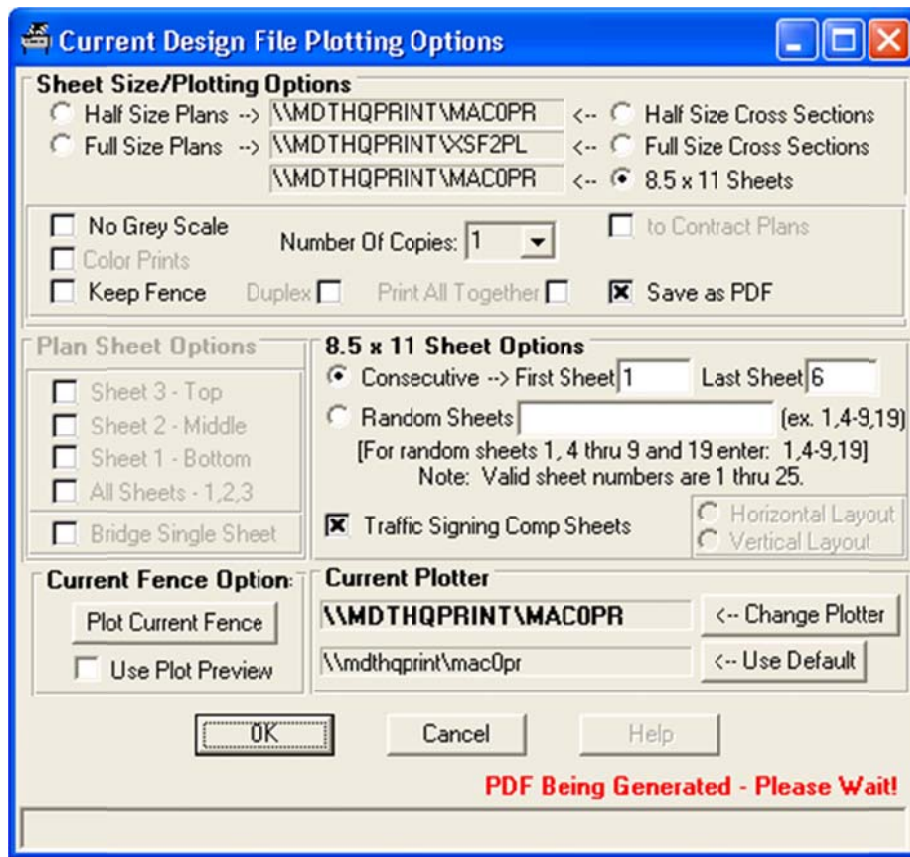 Current Design File Plotting Options
Sheet Size/Plotting Options
Half Size Plans --> \\MDTHQPRINT\MAC0PR <-- Half Size Cross Sections
Full Size Plans --> \\MDTHQPRINT\XSF2PL <-- Full Size Cross Sections
\\MDTHQPRINT\MAC0PR <-- 8.5 x 11 Sheets
No Grey Scale Number Of Copies: 1 to Contract Plans
Color Prints
Keep Fence Duplex Print All Together Save as PDF
Plan Sheet Options
Sheet 3 - Top
Sheet 2 - Middle
Sheet 1 - Bottom
All Sheets - 1,2,3
Bridge Single Sheet
8.5 x 11 Sheet Options
Consecutive --> First Sheet 1 Last Sheet 6
Random Sheets (ex. 1,4-9,19)
[For random sheets 1, 4 thru 9 and 19 enter: 1,4-9,19]
Note: Valid sheet numbers are 1 thru 25.
Traffic Signing Comp Sheets
Horizontal Layout
Vertical Layout
Current Fence Option:
Plot Current Fence
Use Plot Preview
Current Plotter
\\MDTHQPRINT\MAC0PR <-- Change Plotter
\\mdthqprint\mac0pr <-- Use Default
OK Cancel Help
PDF Being Generated - Please Wait!